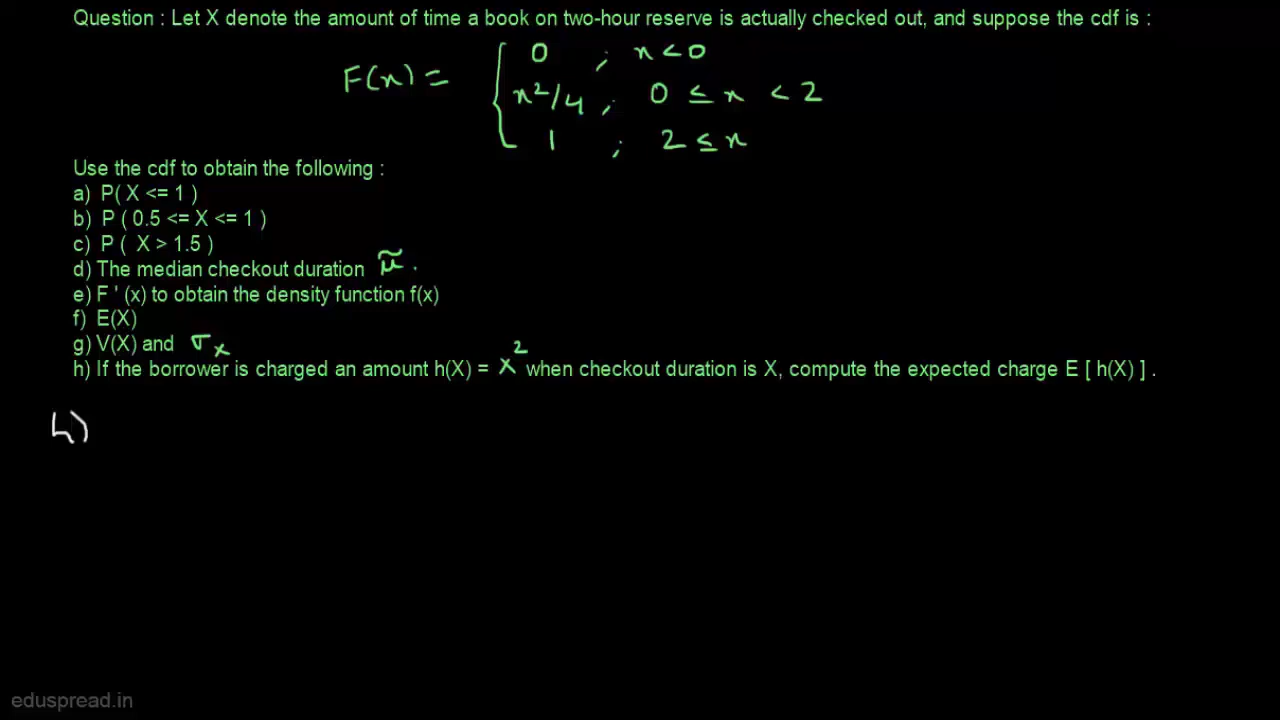 Question : Let X denote the amount of time a book on two-hour reserve is actually checked out, and suppose the cdf is :
F(x) = { 0 ; x < 0
x²/4 ; 0 ≤ x < 2
1 ; 2 ≤ x
Use the cdf to obtain the following :
a) P( X <= 1 )
b) P ( 0.5 <= X <= 1 )
c) P ( X > 1.5 )
d) The median checkout duration μ̃ .
e) F ' (x) to obtain the density function f(x)
f) E(X)
g) V(X) and σx
h) If the borrower is charged an amount h(X) = X² when checkout duration is X, compute the expected charge E [ h(X) ] .
h)
eduspread.in